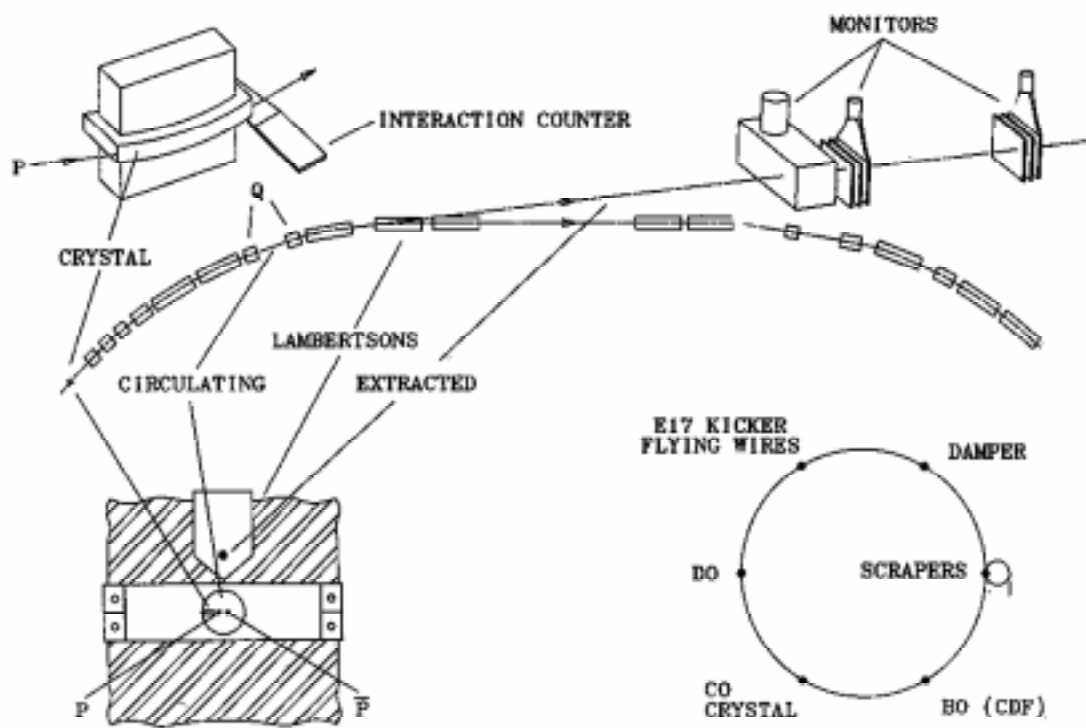 MONITORS
INTERACTION COUNTER
P
Q
CRYSTAL
LAMBERTSONS
CIRCULATING
EXTRACTED
E17 KICKER
FLYING WIRES
DAMPER
DO
SCRAPERS
CO
CRYSTAL
BO (CDF)
P
P̅